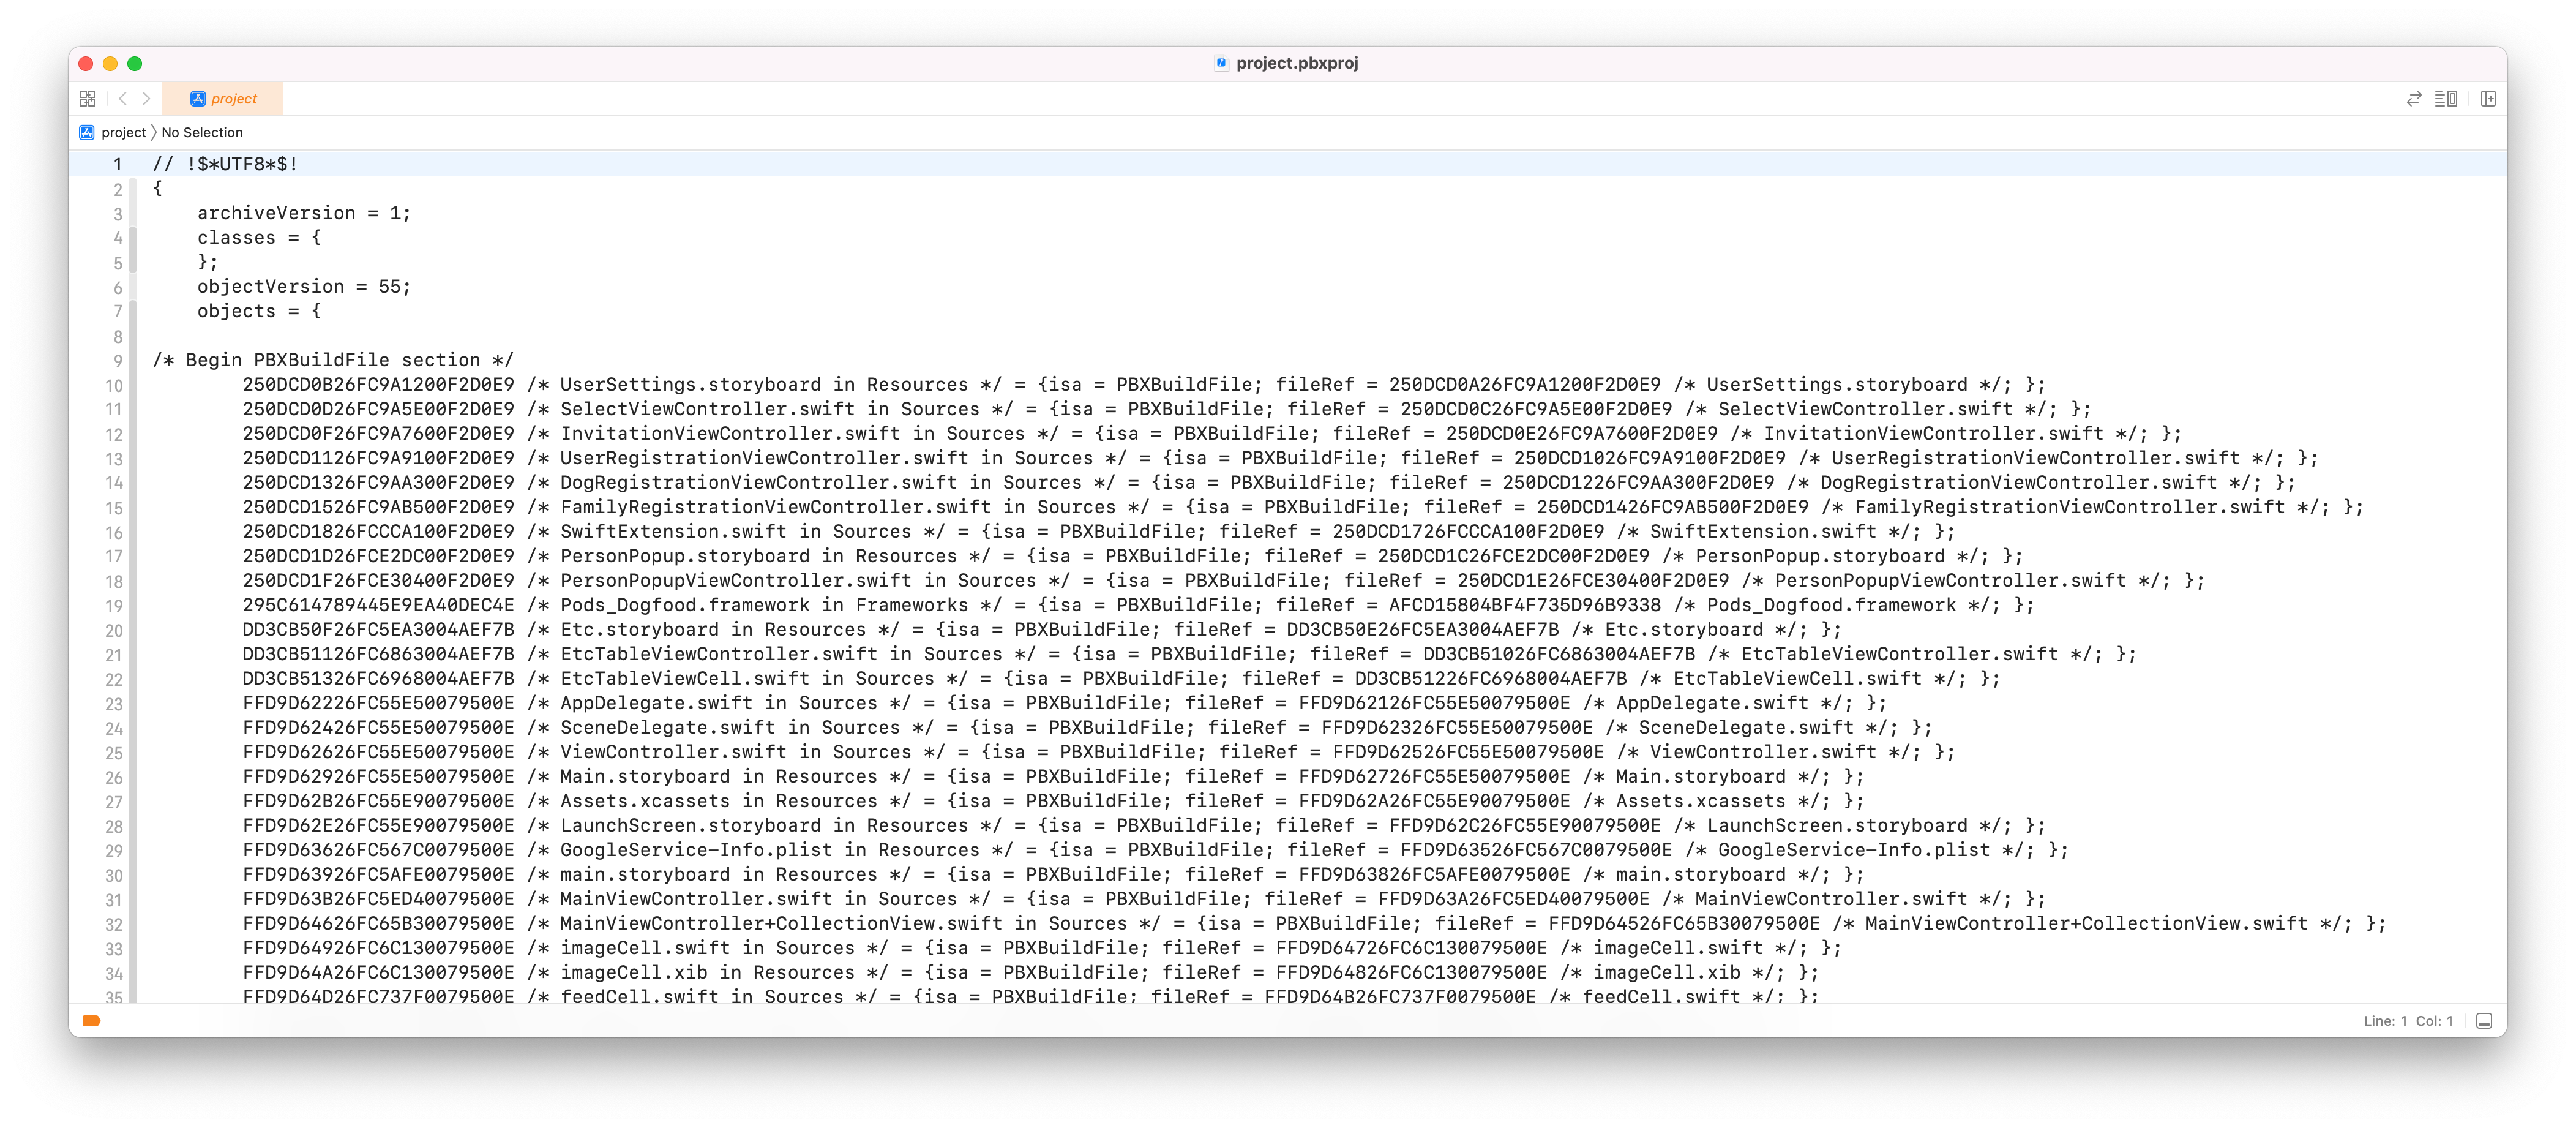 project.pbxproj
project
project 〉 No Selection
1 // !$*UTF8*$!
2 {
3 archiveVersion = 1;
4 classes = {
5 };
6 objectVersion = 55;
7 objects = {
8
9 /* Begin PBXBuildFile section */
10 250DCD0B26FC9A1200F2D0E9 /* UserSettings.storyboard in Resources */ = {isa = PBXBuildFile; fileRef = 250DCD0A26FC9A1200F2D0E9 /* UserSettings.storyboard */; };
11 250DCD0D26FC9A5E00F2D0E9 /* SelectViewController.swift in Sources */ = {isa = PBXBuildFile; fileRef = 250DCD0C26FC9A5E00F2D0E9 /* SelectViewController.swift */; };
12 250DCD0F26FC9A7600F2D0E9 /* InvitationViewController.swift in Sources */ = {isa = PBXBuildFile; fileRef = 250DCD0E26FC9A7600F2D0E9 /* InvitationViewController.swift */; };
13 250DCD1126FC9A9100F2D0E9 /* UserRegistrationViewController.swift in Sources */ = {isa = PBXBuildFile; fileRef = 250DCD1026FC9A9100F2D0E9 /* UserRegistrationViewController.swift */; };
14 250DCD1326FC9AA300F2D0E9 /* DogRegistrationViewController.swift in Sources */ = {isa = PBXBuildFile; fileRef = 250DCD1226FC9AA300F2D0E9 /* DogRegistrationViewController.swift */; };
15 250DCD1526FC9AB500F2D0E9 /* FamilyRegistrationViewController.swift in Sources */ = {isa = PBXBuildFile; fileRef = 250DCD1426FC9AB500F2D0E9 /* FamilyRegistrationViewController.swift */; };
16 250DCD1826FCCCA100F2D0E9 /* SwiftExtension.swift in Sources */ = {isa = PBXBuildFile; fileRef = 250DCD1726FCCCA100F2D0E9 /* SwiftExtension.swift */; };
17 250DCD1D26FCE2DC00F2D0E9 /* PersonPopup.storyboard in Resources */ = {isa = PBXBuildFile; fileRef = 250DCD1C26FCE2DC00F2D0E9 /* PersonPopup.storyboard */; };
18 250DCD1F26FCE30400F2D0E9 /* PersonPopupViewController.swift in Sources */ = {isa = PBXBuildFile; fileRef = 250DCD1E26FCE30400F2D0E9 /* PersonPopupViewController.swift */; };
19 295C614789445E9EA40DEC4E /* Pods_Dogfood.framework in Frameworks */ = {isa = PBXBuildFile; fileRef = AFCD15804BF4F735D96B9338 /* Pods_Dogfood.framework */; };
20 DD3CB50F26FC5EA3004AEF7B /* Etc.storyboard in Resources */ = {isa = PBXBuildFile; fileRef = DD3CB50E26FC5EA3004AEF7B /* Etc.storyboard */; };
21 DD3CB51126FC6863004AEF7B /* EtcTableViewController.swift in Sources */ = {isa = PBXBuildFile; fileRef = DD3CB51026FC6863004AEF7B /* EtcTableViewController.swift */; };
22 DD3CB51326FC6968004AEF7B /* EtcTableViewCell.swift in Sources */ = {isa = PBXBuildFile; fileRef = DD3CB51226FC6968004AEF7B /* EtcTableViewCell.swift */; };
23 FFD9D62226FC55E50079500E /* AppDelegate.swift in Sources */ = {isa = PBXBuildFile; fileRef = FFD9D62126FC55E50079500E /* AppDelegate.swift */; };
24 FFD9D62426FC55E50079500E /* SceneDelegate.swift in Sources */ = {isa = PBXBuildFile; fileRef = FFD9D62326FC55E50079500E /* SceneDelegate.swift */; };
25 FFD9D62626FC55E50079500E /* ViewController.swift in Sources */ = {isa = PBXBuildFile; fileRef = FFD9D62526FC55E50079500E /* ViewController.swift */; };
26 FFD9D62926FC55E50079500E /* Main.storyboard in Resources */ = {isa = PBXBuildFile; fileRef = FFD9D62726FC55E50079500E /* Main.storyboard */; };
27 FFD9D62B26FC55E90079500E /* Assets.xcassets in Resources */ = {isa = PBXBuildFile; fileRef = FFD9D62A26FC55E90079500E /* Assets.xcassets */; };
28 FFD9D62E26FC55E90079500E /* LaunchScreen.storyboard in Resources */ = {isa = PBXBuildFile; fileRef = FFD9D62C26FC55E90079500E /* LaunchScreen.storyboard */; };
29 FFD9D63626FC567C0079500E /* GoogleService-Info.plist in Resources */ = {isa = PBXBuildFile; fileRef = FFD9D63526FC567C0079500E /* GoogleService-Info.plist */; };
30 FFD9D63926FC5AFE0079500E /* main.storyboard in Resources */ = {isa = PBXBuildFile; fileRef = FFD9D63826FC5AFE0079500E /* main.storyboard */; };
31 FFD9D63B26FC5ED40079500E /* MainViewController.swift in Sources */ = {isa = PBXBuildFile; fileRef = FFD9D63A26FC5ED40079500E /* MainViewController.swift */; };
32 FFD9D64626FC65B30079500E /* MainViewController+CollectionView.swift in Sources */ = {isa = PBXBuildFile; fileRef = FFD9D64526FC65B30079500E /* MainViewController+CollectionView.swift */; };
33 FFD9D64926FC6C130079500E /* imageCell.swift in Sources */ = {isa = PBXBuildFile; fileRef = FFD9D64726FC6C130079500E /* imageCell.swift */; };
34 FFD9D64A26FC6C130079500E /* imageCell.xib in Resources */ = {isa = PBXBuildFile; fileRef = FFD9D64826FC6C130079500E /* imageCell.xib */; };
35 FFD9D64D26FC737F0079500E /* feedCell.swift in Sources */ = {isa = PBXBuildFile; fileRef = FFD9D64B26FC737F0079500E /* feedCell.swift */; };
Line: 1 Col: 1